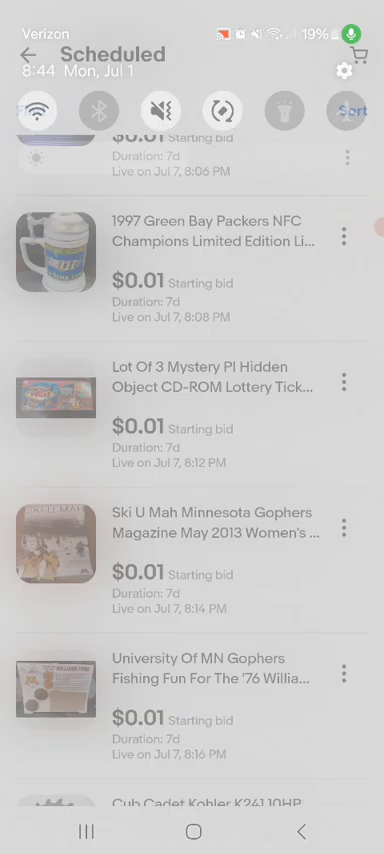 Verizon
19%
Scheduled
8:44 Mon, Jul 1
Sort
$0.01 Starting bid
Duration: 7d
Live on Jul 7, 8:06 PM
1997 Green Bay Packers NFC
Champions Limited Edition Li...
$0.01 Starting bid
Duration: 7d
Live on Jul 7, 8:08 PM
Lot Of 3 Mystery PI Hidden
Object CD-ROM Lottery Tick...
$0.01 Starting bid
Duration: 7d
Live on Jul 7, 8:12 PM
SKI-U MAH
Ski U Mah Minnesota Gophers
Magazine May 2013 Women's ...
$0.01 Starting bid
Duration: 7d
Live on Jul 7, 8:14 PM
University Of MN Gophers
Fishing Fun For The '76 Willia...
$0.01 Starting bid
Duration: 7d
Live on Jul 7, 8:16 PM
Cub Cadet Kohler K241 10HP